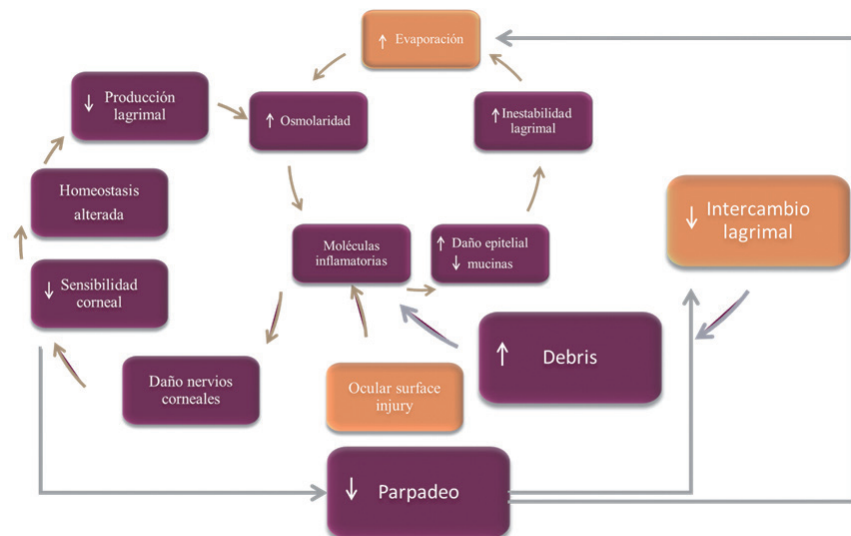 ↑ Evaporación
↓ Producción
lagrimal
↑ Osmolaridad
↑ Inestabilidad
lagrimal
Homeostasis
alterada
↓ Intercambio
lagrimal
Moléculas
inflamatorias
↑ Daño epitelial
↓ mucinas
↓ Sensibilidad
corneal
↑ Debris
Daño nervios
corneales
Ocular surface
injury
↓ Parpadeo